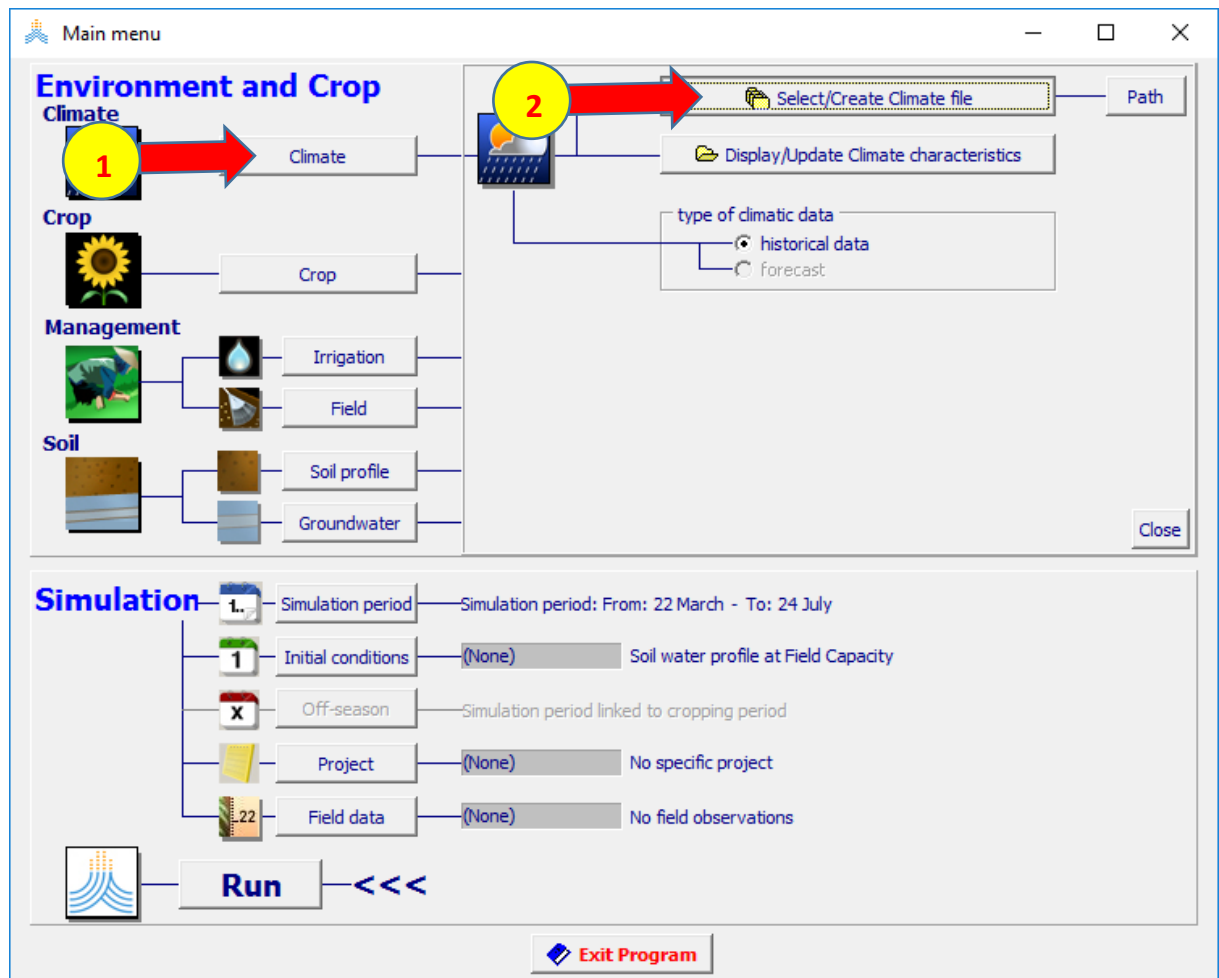 Main menu
Environment and Crop
Climate
1
Climate
2
Select/Create Climate file
Path
Display/Update Climate characteristics
type of climatic data
historical data
forecast
Crop
Crop
Management
Irrigation
Field
Soil
Soil profile
Groundwater
Close
Simulation
1.. Simulation period Simulation period: From: 22 March - To: 24 July
1 Initial conditions (None) Soil water profile at Field Capacity
X Off-season Simulation period linked to cropping period
Project (None) No specific project
..22 Field data (None) No field observations
Run <<<
Exit Program